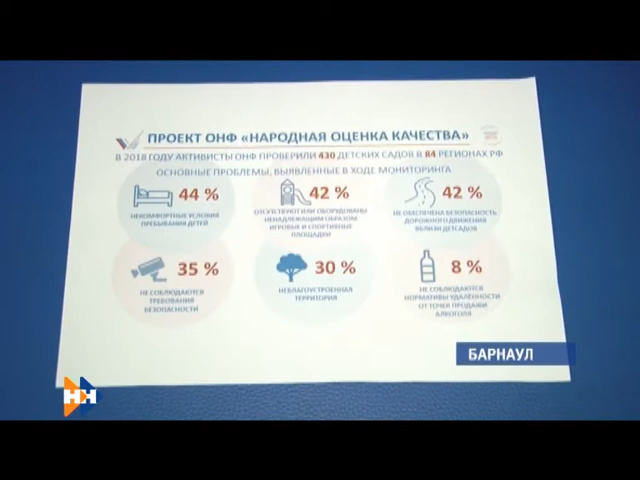 ПРОЕКТ ОНФ «НАРОДНАЯ ОЦЕНКА КАЧЕСТВА»
В 2018 ГОДУ АКТИВИСТЫ ОНФ ПРОВЕРИЛИ 430 ДЕТСКИХ САДОВ В 84 РЕГИОНАХ РФ
ОСНОВНЫЕ ПРОБЛЕМЫ, ВЫЯВЛЕННЫЕ В ХОДЕ МОНИТОРИНГА
44 %
НЕКОМФОРТНЫЕ УСЛОВИЯ
ПРЕБЫВАНИЯ ДЕТЕЙ
42 %
ОТСУТСТВУЮТ ИЛИ ОБОРУДОВАНЫ
НЕНАДЛЕЖАЩИМ ОБРАЗОМ
ИГРОВЫЕ И СПОРТИВНЫЕ
ПЛОЩАДКИ
42 %
НЕ ОБЕСПЕЧЕНА БЕЗОПАСНОСТЬ
ДОРОЖНОГО ДВИЖЕНИЯ
ВБЛИЗИ ДЕТСАДОВ
35 %
НЕ СОБЛЮДАЮТСЯ
ТРЕБОВАНИЯ
БЕЗОПАСНОСТИ
30 %
НЕБЛАГОУСТРОЕННАЯ
ТЕРРИТОРИЯ
8 %
НЕ СОБЛЮДАЮТСЯ
НОРМАТИВЫ УДАЛЁННОСТИ
ОТ ТОЧЕК ПРОДАЖИ
АЛКОГОЛЯ
БАРНАУЛ
НН